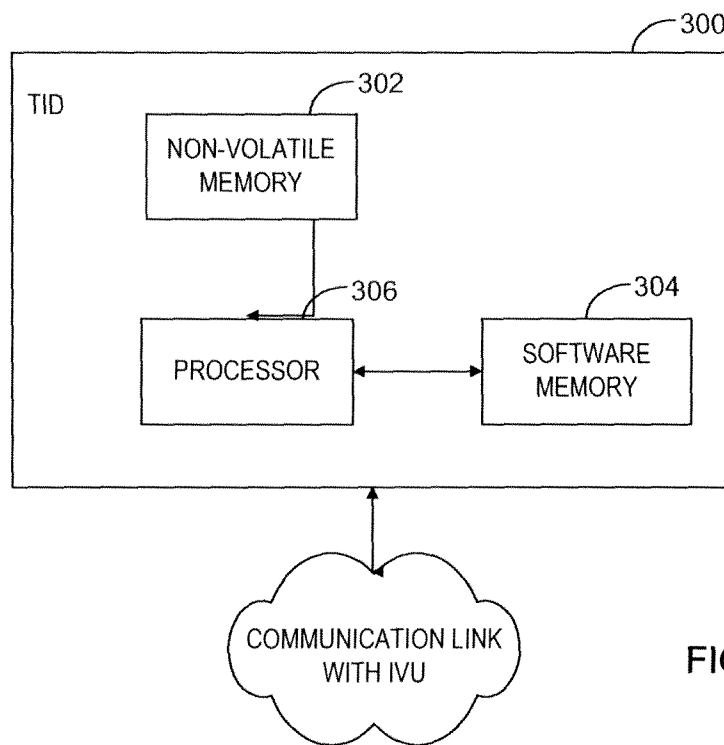 300
TID
302
NON-VOLATILE
MEMORY
306
304
PROCESSOR
SOFTWARE
MEMORY
COMMUNICATION LINK
WITH IVU